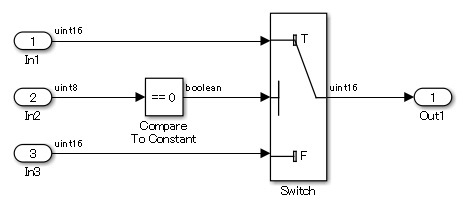 1
uint16
In1
2
uint8
In2
== 0
Compare
To Constant
boolean
3
uint16
In3
T
F
Switch
uint16
1
Out1